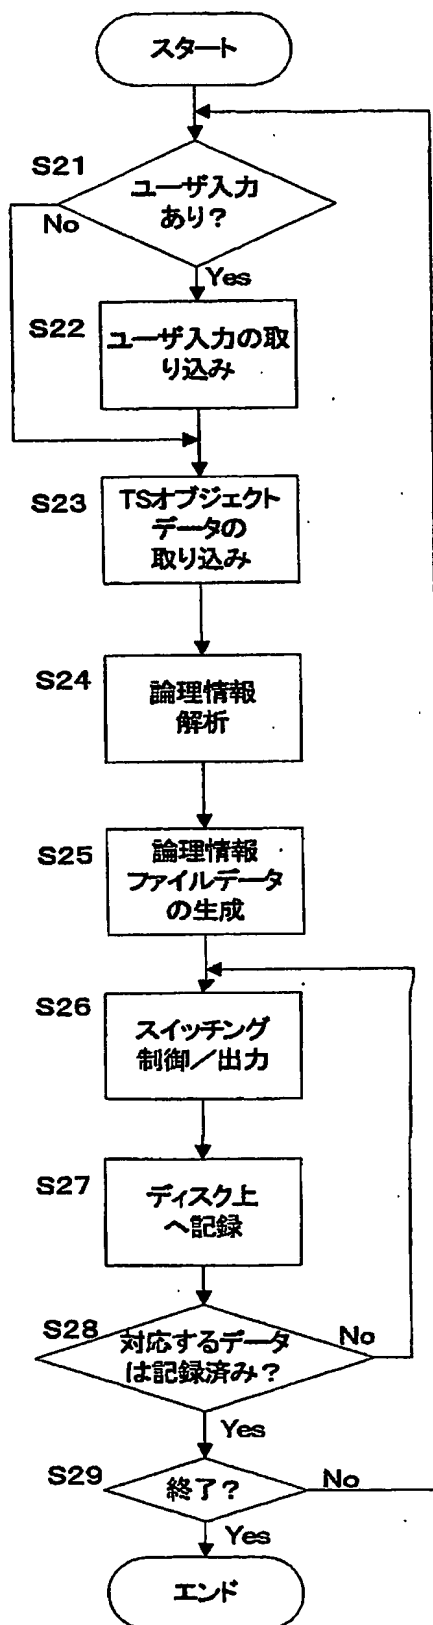 スタート
S21
ユーザ入力
あり？
No
Yes
S22
ユーザ入力の取
り込み
S23
TSオブジェクト
データの
取り込み
S24
論理情報
解析
S25
論理情報
ファイルデータ
の生成
S26
スイッチング
制御／出力
S27
ディスク上
へ記録
S28
対応するデータ
は記録済み？
No
Yes
S29
終了？
No
Yes
エンド